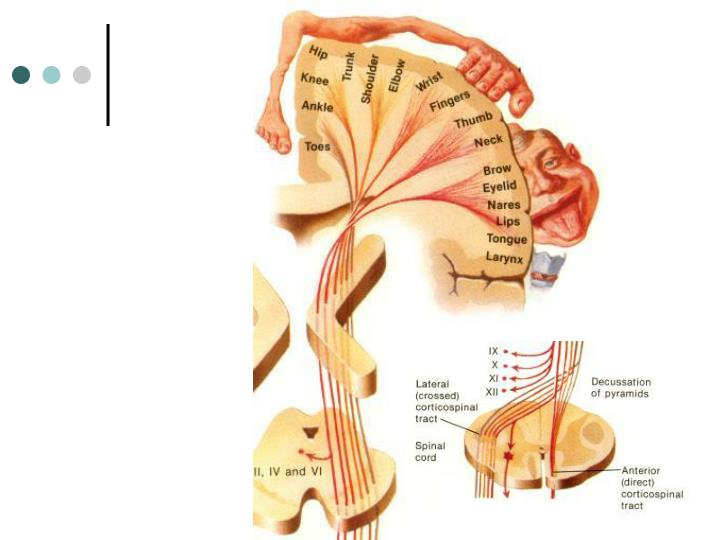 Hip
Trunk
Shoulder
Elbow
Wrist
Knee
Fingers
Ankle
Thumb
Neck
Toes
Brow
Eyelid
Nares
Lips
Tongue
Larynx
IX
X
XI
XII
Lateral
(crossed)
corticospinal
tract
Decussation
of pyramids
Spinal
cord
II, IV and VI
Anterior
(direct)
corticospinal
tract